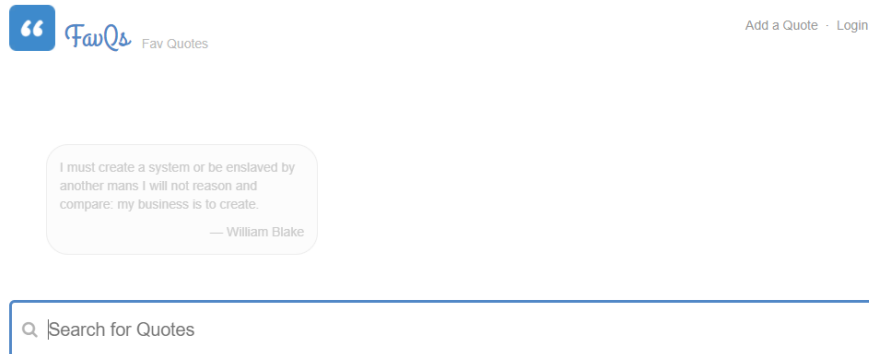 “
FavQs Fav Quotes
Add a Quote · Login
I must create a system or be enslaved by
another mans I will not reason and
compare: my business is to create.
— William Blake
Search for Quotes